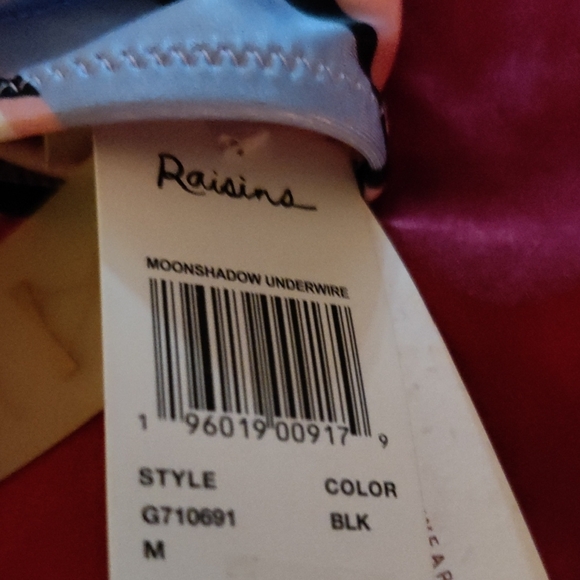 Raisins
MOONSHADOW UNDERWIRE
1 96019 00917 9
STYLE COLOR
G710691 BLK
M